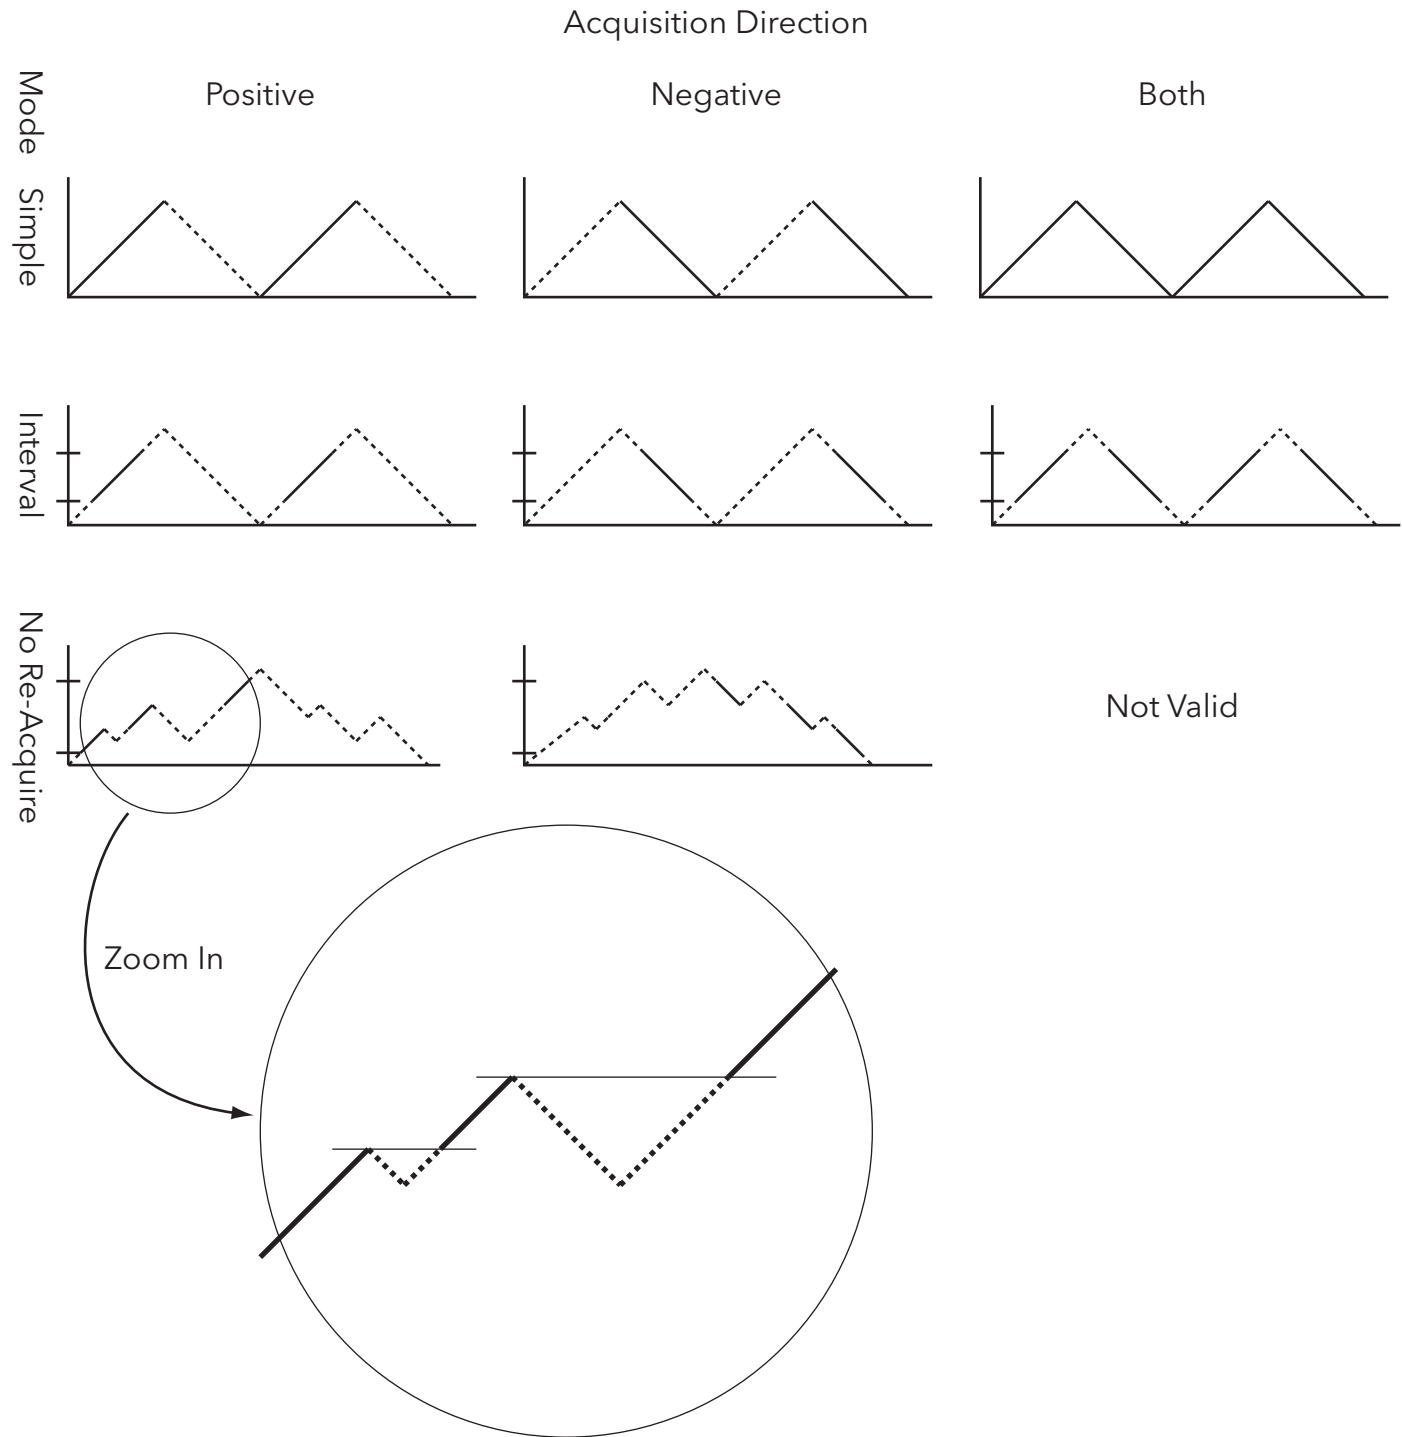 Acquisition Direction
Mode
Positive
Negative
Both
Simple
Interval
No Re-Acquire
Not Valid
Zoom In